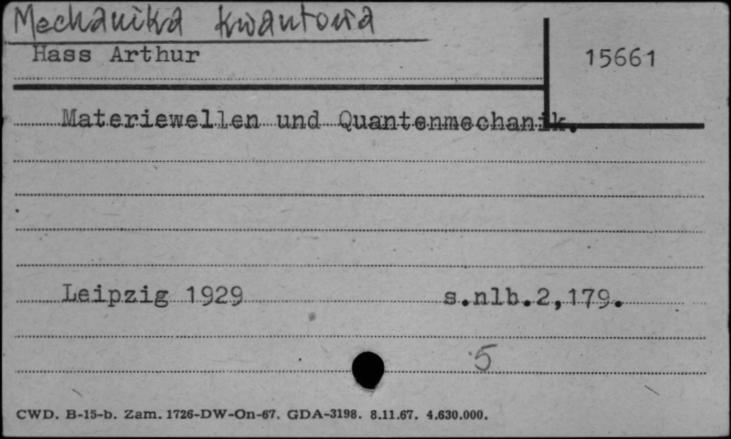 Mechanika kwantowa
Hass Arthur
15661
Materiewellen und Quantenmechanik.
Leipzig 1929 s.nlb.2,179.
5
CWD. B-15-b. Zam. 1726-DW-On-67. GDA-3198. 8.11.67. 4.630.000.